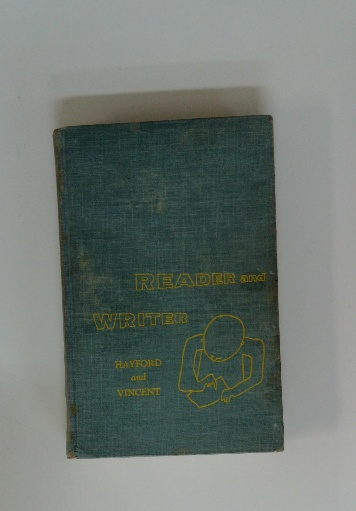 READER and
WRITER
HAYFORD
and
VINCENT